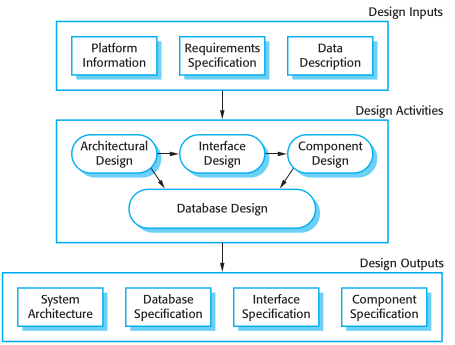 Design Inputs
Platform
Information
Requirements
Specification
Data
Description
Design Activities
Architectural
Design
Interface
Design
Component
Design
Database Design
Design Outputs
System
Architecture
Database
Specification
Interface
Specification
Component
Specification